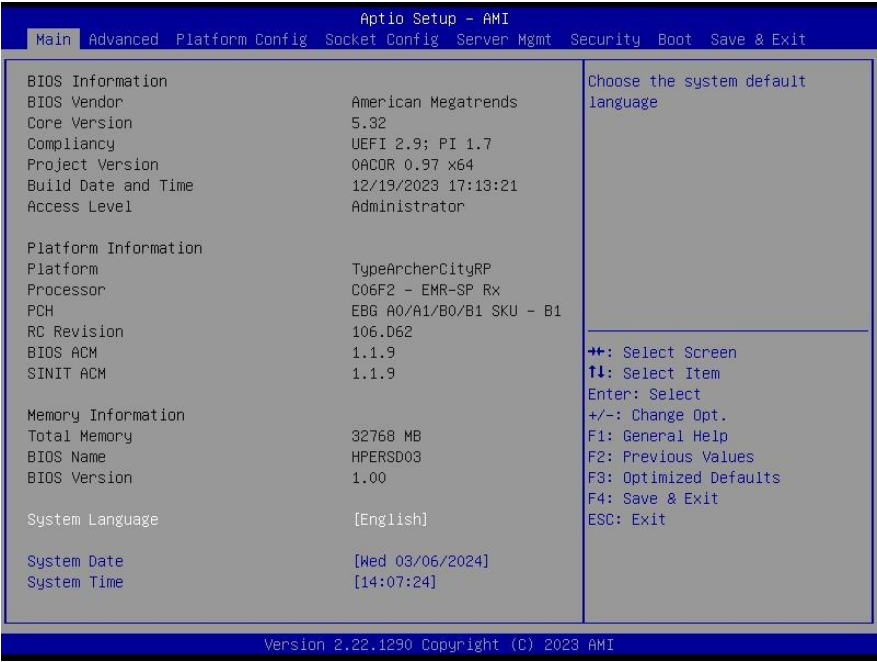 Aptio Setup – AMI
Main Advanced Platform Config Socket Config Server Mgmt Security Boot Save & Exit
BIOS Information
BIOS Vendor American Megatrends
Core Version 5.32
Compliancy UEFI 2.9; PI 1.7
Project Version 0ACOR 0.97 x64
Build Date and Time 12/19/2023 17:13:21
Access Level Administrator
Platform Information
Platform TypeArcherCityRP
Processor C06F2 – EMR-SP Rx
PCH EBG A0/A1/B0/B1 SKU – B1
RC Revision 106.D62
BIOS ACM 1.1.9
SINIT ACM 1.1.9
Memory Information
Total Memory 32768 MB
BIOS Name HPERSD03
BIOS Version 1.00
System Language [English]
System Date [Wed 03/06/2024]
System Time [14:07:24]
Choose the system default
language
→←: Select Screen
↑↓: Select Item
Enter: Select
+/-: Change Opt.
F1: General Help
F2: Previous Values
F3: Optimized Defaults
F4: Save & Exit
ESC: Exit
Version 2.22.1290 Copyright (C) 2023 AMI